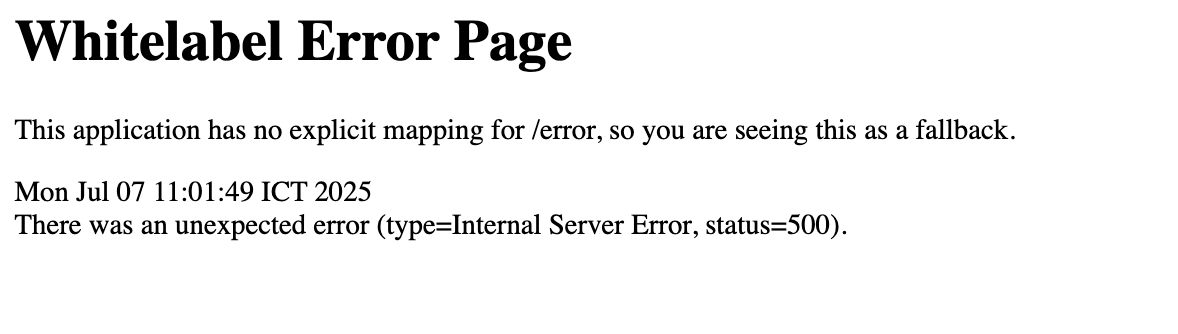 Whitelabel Error Page
This application has no explicit mapping for /error, so you are seeing this as a fallback.
Mon Jul 07 11:01:49 ICT 2025
There was an unexpected error (type=Internal Server Error, status=500).